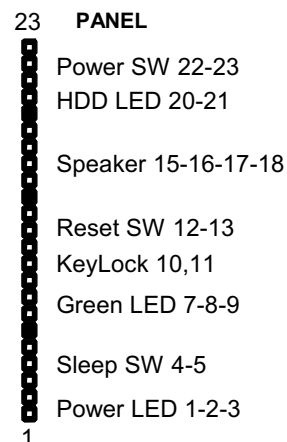 23 PANEL
Power SW 22-23
HDD LED 20-21
Speaker 15-16-17-18
Reset SW 12-13
KeyLock 10,11
Green LED 7-8-9
Sleep SW 4-5
Power LED 1-2-3
1